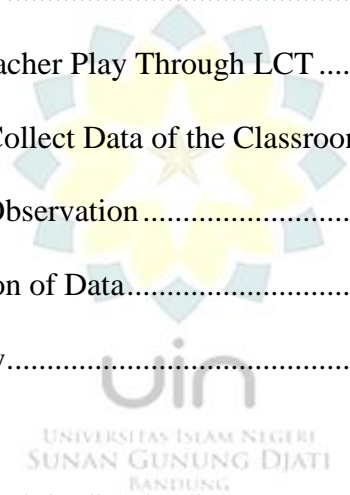 acher Play Through LCT ....
Collect Data of the Classroom
Observation ......................
on of Data........................
y.......................................
uin
UNIVERSITAS ISLAM NEGERI
SUNAN GUNUNG DJATI
BANDUNG